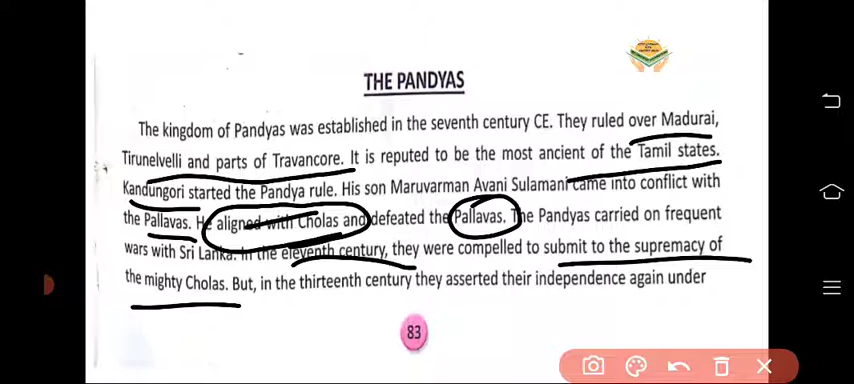 THE PANDYAS
The kingdom of Pandyas was established in the seventh century CE. They ruled over Madurai,
Tirunelvelli and parts of Travancore. It is reputed to be the most ancient of the Tamil states.
Kandungori started the Pandya rule. His son Maruvarman Avani Sulamani came into conflict with
the Pallavas. He aligned with Cholas and defeated the Pallavas. The Pandyas carried on frequent
wars with Sri Lanka. In the eleventh century, they were compelled to submit to the supremacy of
the mighty Cholas. But, in the thirteenth century they asserted their independence again under
83